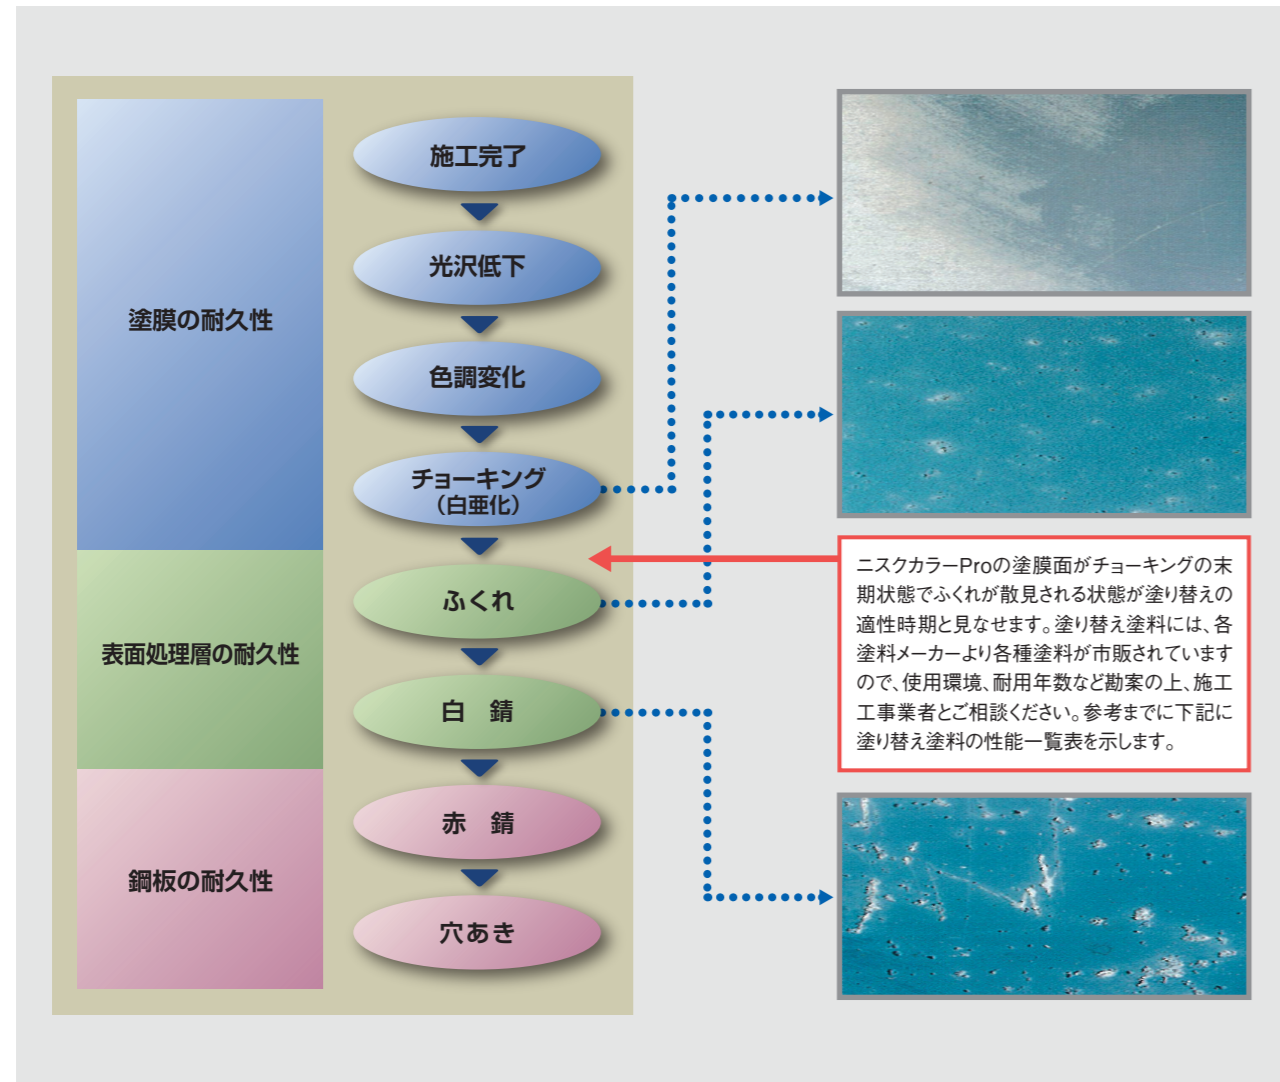 塗膜の耐久性
施工完了
光沢低下
色調変化
チョーキング
（白亜化）
表面処理層の耐久性
ふくれ
白　錆
鋼板の耐久性
赤　錆
穴あき
ニスクカラーProの塗膜面がチョーキングの末
期状態でふくれが散見される状態が塗り替えの
適性時期と見なせます。塗り替え塗料には、各
塗料メーカーより各種塗料が市販されています
ので、使用環境、耐用年数など勘案の上、施工
工事業者とご相談ください。参考までに下記に
塗り替え塗料の性能一覧表を示します。